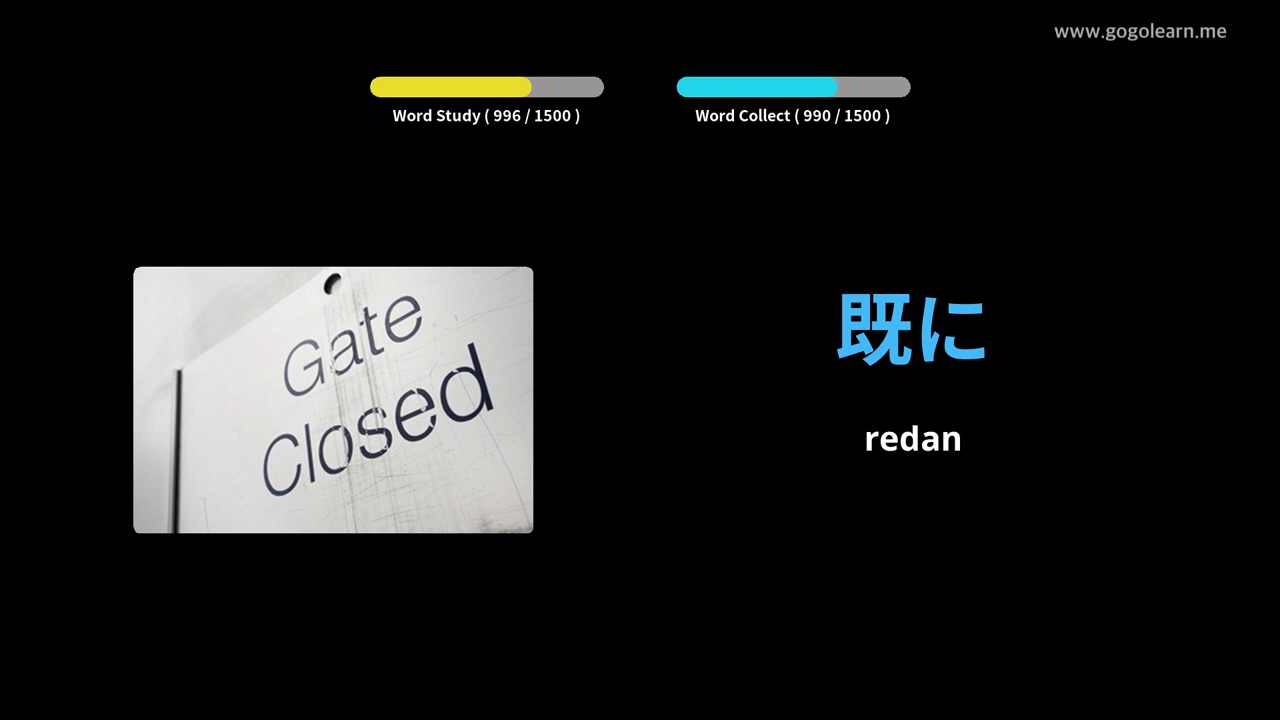 www.gogolearn.me
Word Study ( 996 / 1500 )
Word Collect ( 990 / 1500 )
Gate
Closed
既に
redan